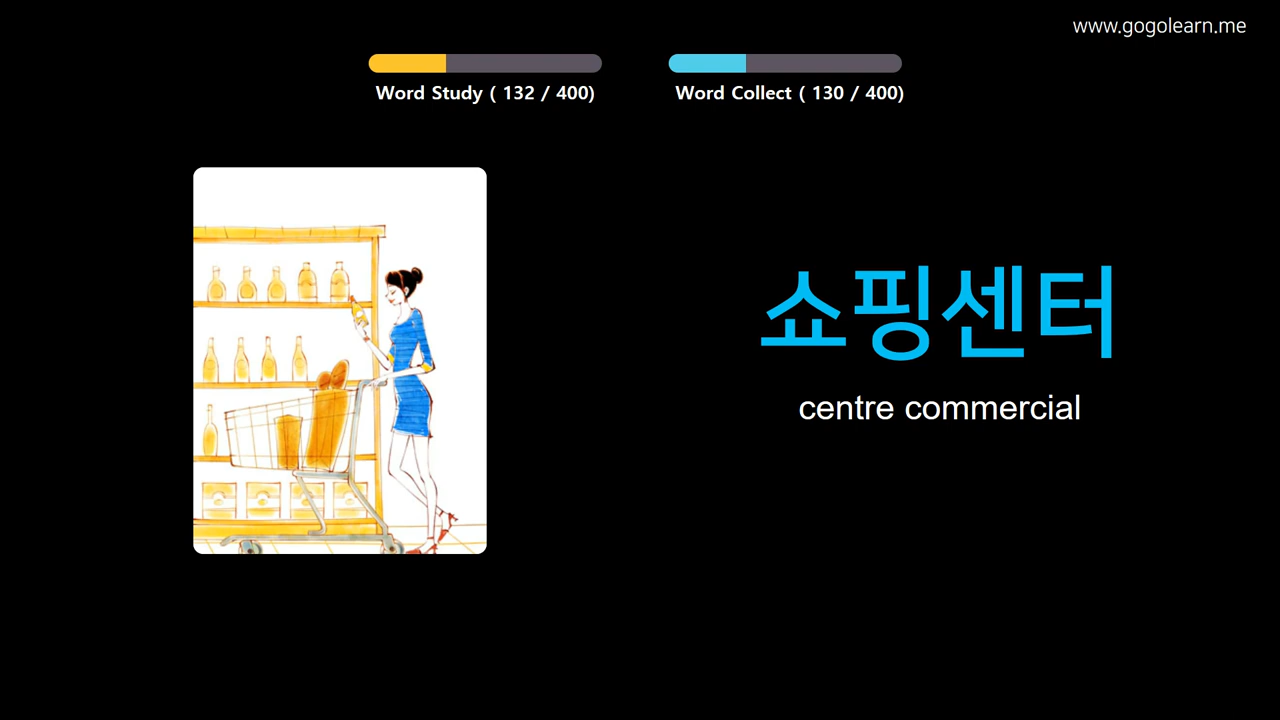 www.gogolearn.me
Word Study ( 132 / 400)
Word Collect ( 130 / 400)
쇼핑센터
centre commercial